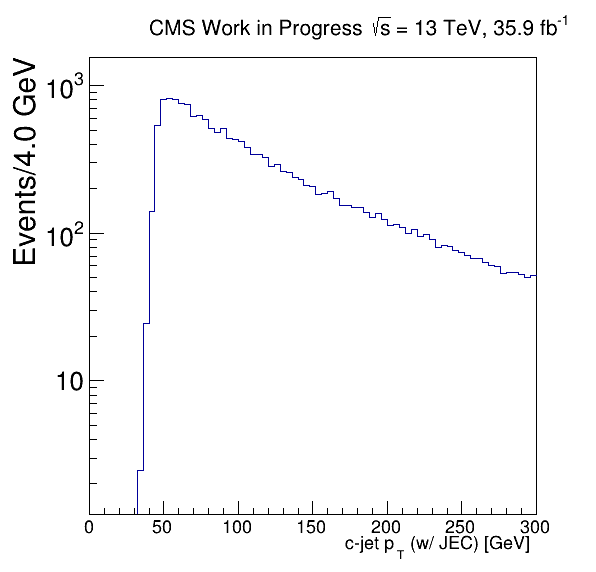 CMS Work in Progress √s = 13 TeV, 35.9 fb⁻¹
Events/4.0 GeV
10³
10²
10
0 50 100 150 200 250 300
c-jet p_T (w/ JEC) [GeV]